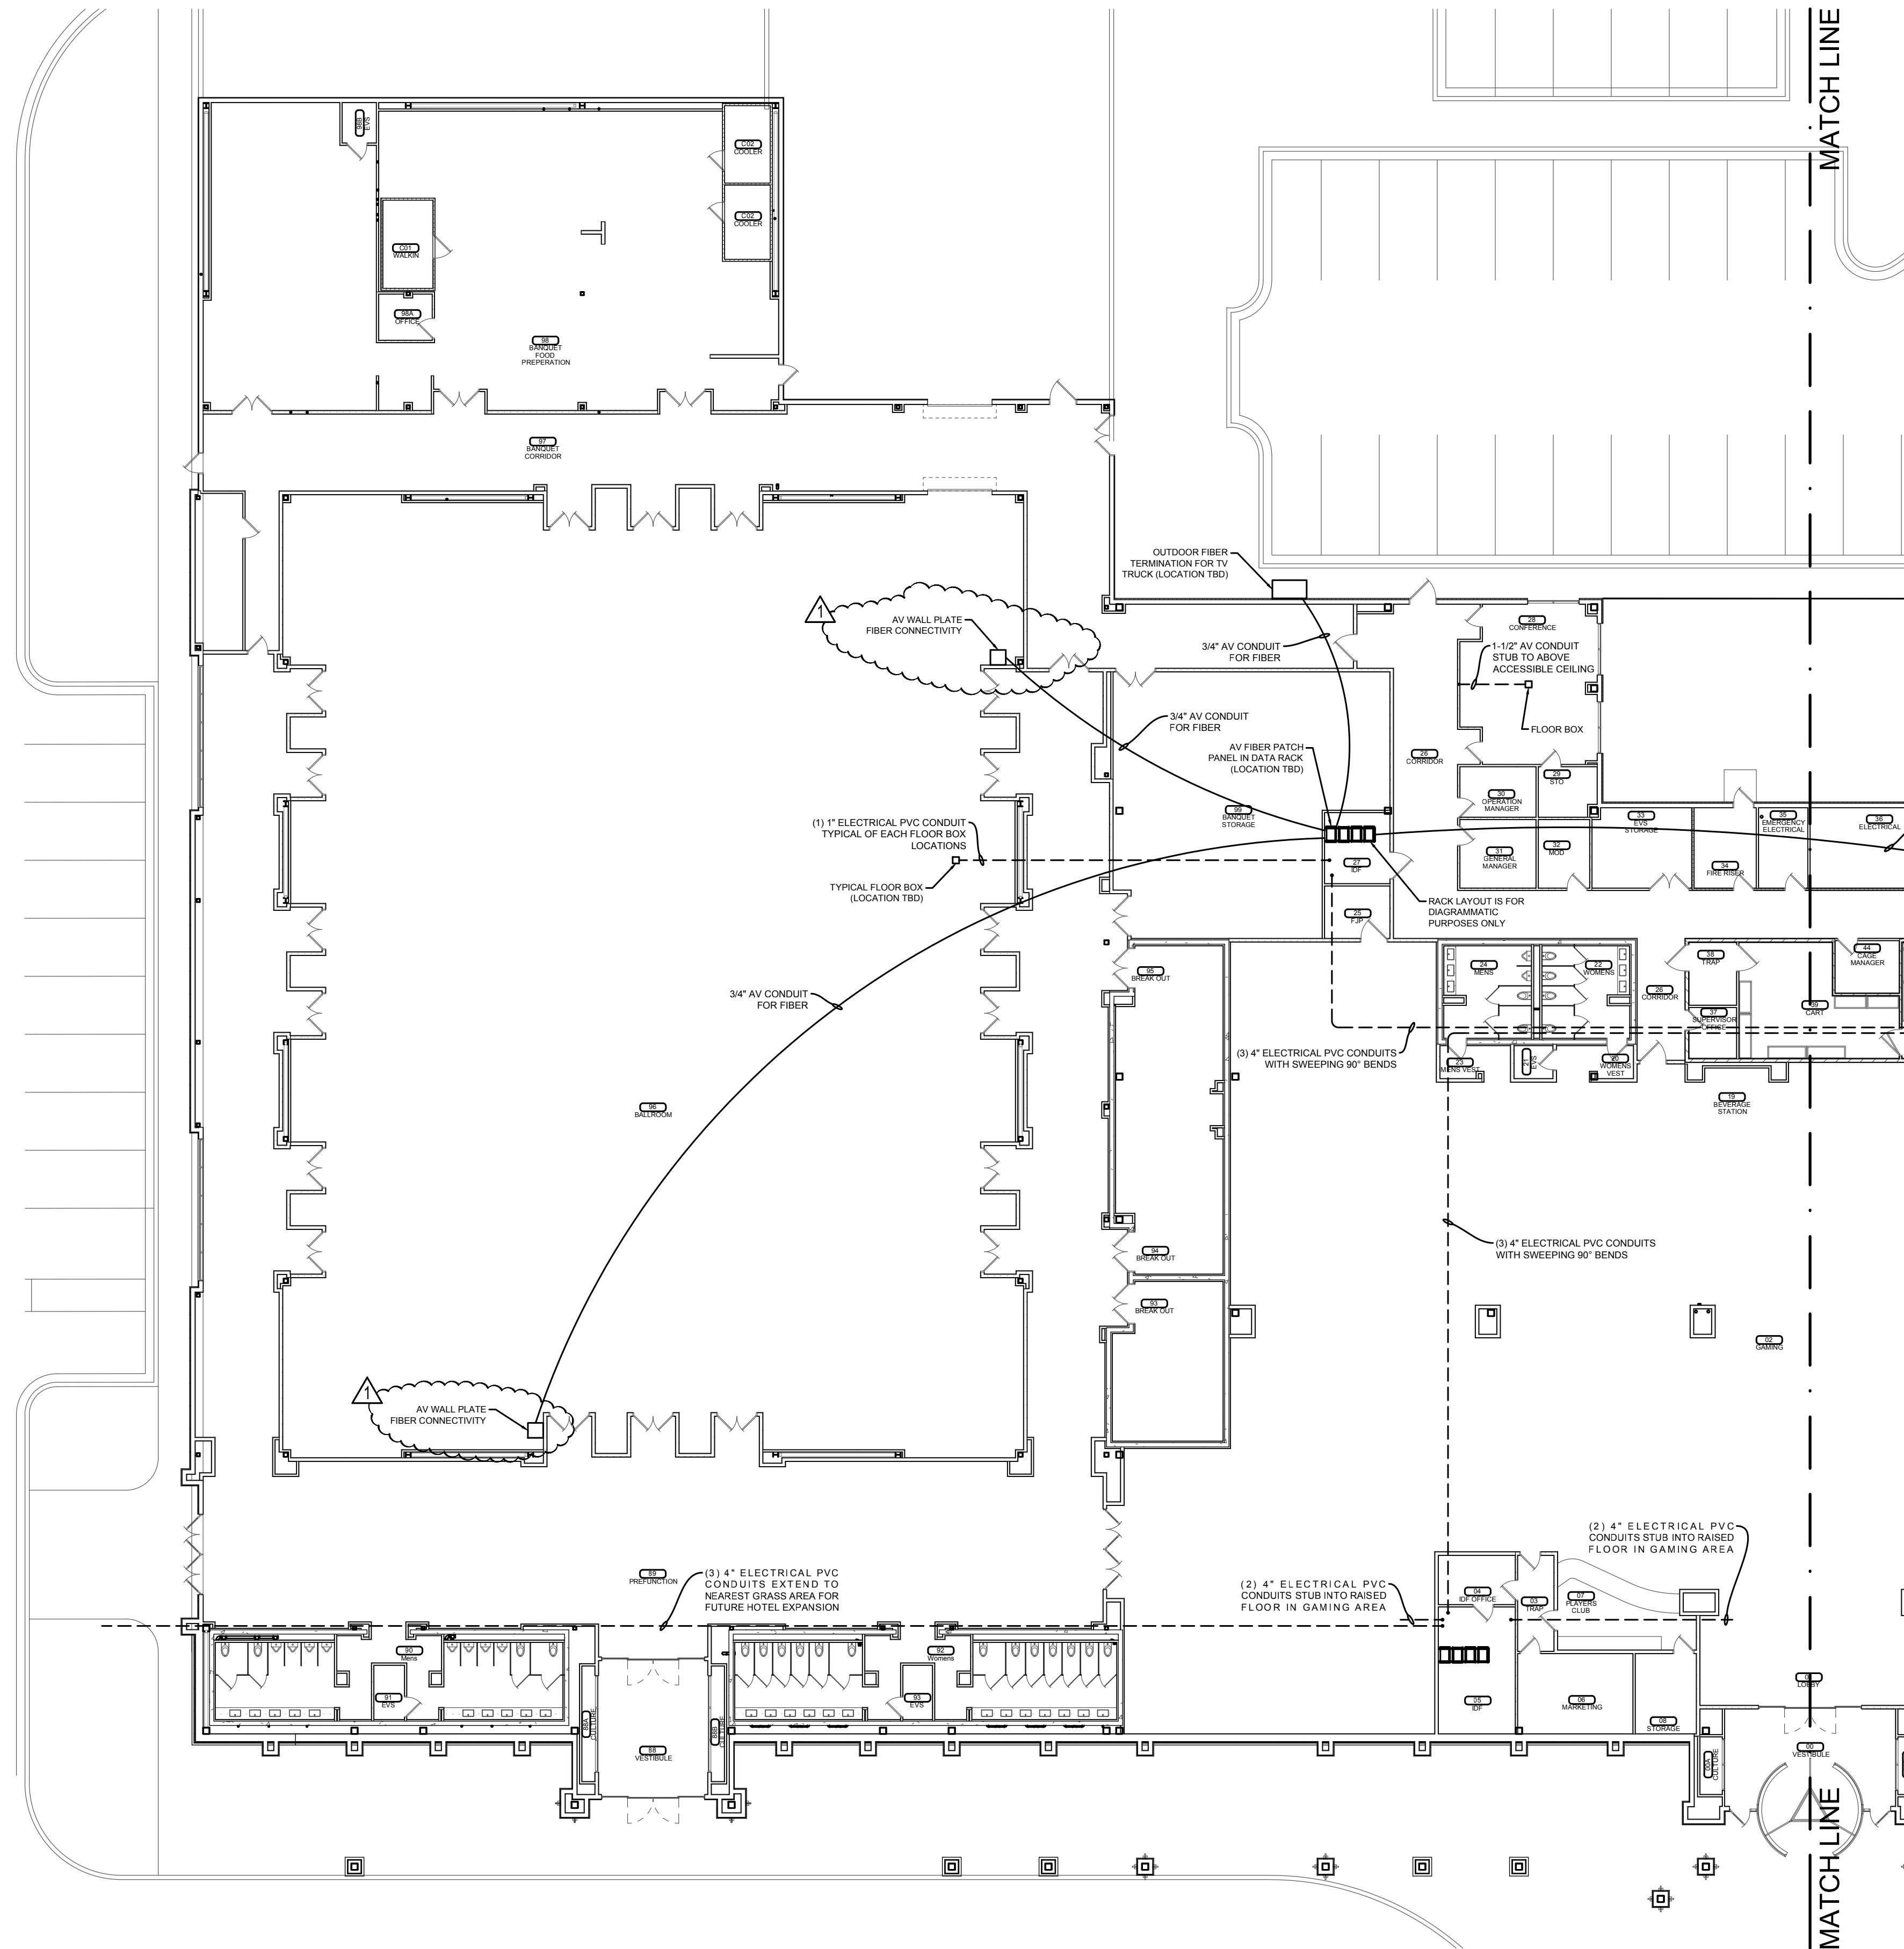 MATCH LINE
98B
EVS
C02
COOLER
C02
COOLER
C01
WALKIN
98A
OFFICE
98
BANQUET
FOOD
PREPERATION
97
BANQUET
CORRIDOR
OUTDOOR FIBER
TERMINATION FOR TV
TRUCK (LOCATION TBD)
1
AV WALL PLATE
FIBER CONNECTIVITY
3/4" AV CONDUIT
FOR FIBER
28
CONFERENCE
1-1/2" AV CONDUIT
STUB TO ABOVE
ACCESSIBLE CEILING
FLOOR BOX
3/4" AV CONDUIT
FOR FIBER
AV FIBER PATCH
PANEL IN DATA RACK
(LOCATION TBD)
26
CORRIDOR
29
STO
30
OPERATION
MANAGER
99
BANQUET
STORAGE
33
EVS
STORAGE
35
EMERGENCY
ELECTRICAL
36
ELECTRICAL
(1) 1" ELECTRICAL PVC CONDUIT
TYPICAL OF EACH FLOOR BOX
LOCATIONS
31
GENERAL
MANAGER
32
MOD
34
FIRE RISER
27
IDF
TYPICAL FLOOR BOX
(LOCATION TBD)
RACK LAYOUT IS FOR
DIAGRAMMATIC
PURPOSES ONLY
25
FJP
95
BREAK OUT
24
MENS
22
WOMENS
38
TRAP
44
CAGE
MANAGER
26
CORRIDOR
3/4" AV CONDUIT
FOR FIBER
37
SUPERVISOR
OFFICE
39
CART
(3) 4" ELECTRICAL PVC CONDUITS
WITH SWEEPING 90° BENDS
23
MENS VEST
21
EVS
20
WOMENS
VEST
19
BEVERAGE
STATION
96
BALLROOM
(3) 4" ELECTRICAL PVC CONDUITS
WITH SWEEPING 90° BENDS
94
BREAK OUT
93
BREAK OUT
02
GAMING
1
AV WALL PLATE
FIBER CONNECTIVITY
(2) 4" ELECTRICAL PVC
CONDUITS STUB INTO RAISED
FLOOR IN GAMING AREA
89
PREFUNCTION
(3) 4" ELECTRICAL PVC
CONDUITS EXTEND TO
NEAREST GRASS AREA FOR
FUTURE HOTEL EXPANSION
(2) 4" ELECTRICAL PVC
CONDUITS STUB INTO RAISED
FLOOR IN GAMING AREA
04
IDF OFFICE
03
TRAP
07
PLAYERS
CLUB
90
Mens
92
Womens
91
EVS
93
EVS
88A
CULTURE
88B
CULTURE
88
VESTIBULE
05
IDF
06
MARKETING
08
STORAGE
LOBBY
00
VESTIBULE
00A
CULTURE
MATCH LINE